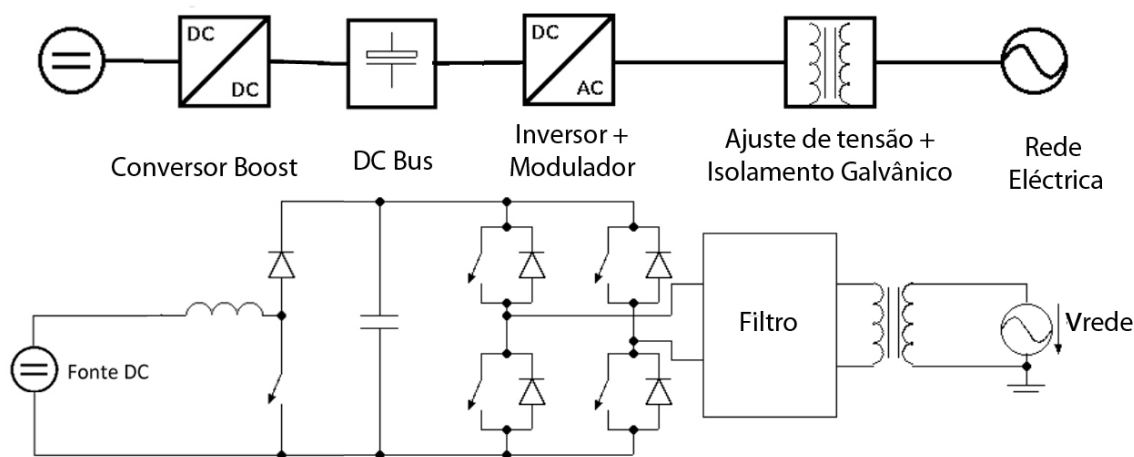 DC
DC
DC
AC
Conversor Boost
DC Bus
Inversor +
Modulador
Ajuste de tensão +
Isolamento Galvânico
Rede
Eléctrica
Fonte DC
Filtro
Vrede